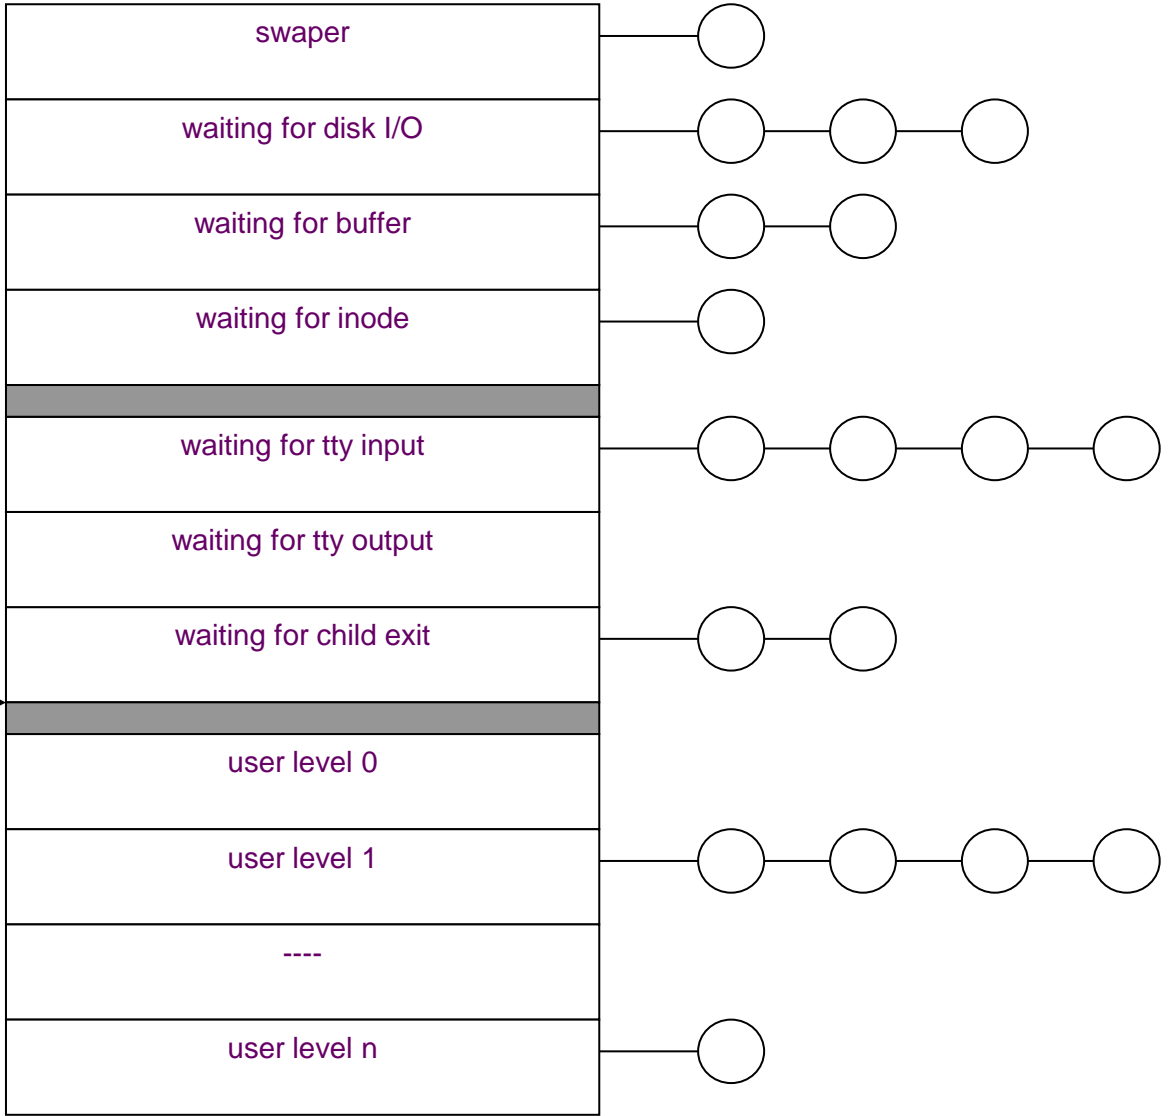 swaper
waiting for disk I/O
waiting for buffer
waiting for inode
waiting for tty input
waiting for tty output
waiting for child exit
user level 0
user level 1
----
user level n